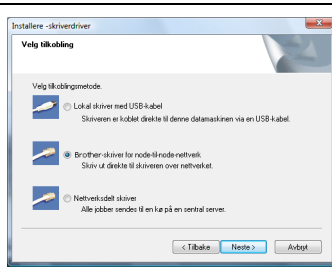 Installere -skriverdriver
Velg tilkobling
Velg tilkoblingsmetode.
Lokal skriver med USB-kabel
Skriveren er koblet direkte til denne datamaskinen via en USB-kabel.
Brother-skriver for node-til-node-nettverk
Skriv ut direkte til skriveren over nettverket.
Nettverksdelt skriver
Alle jobber sendes til en kø på en sentral server.
< Tilbake Neste > Avbryt